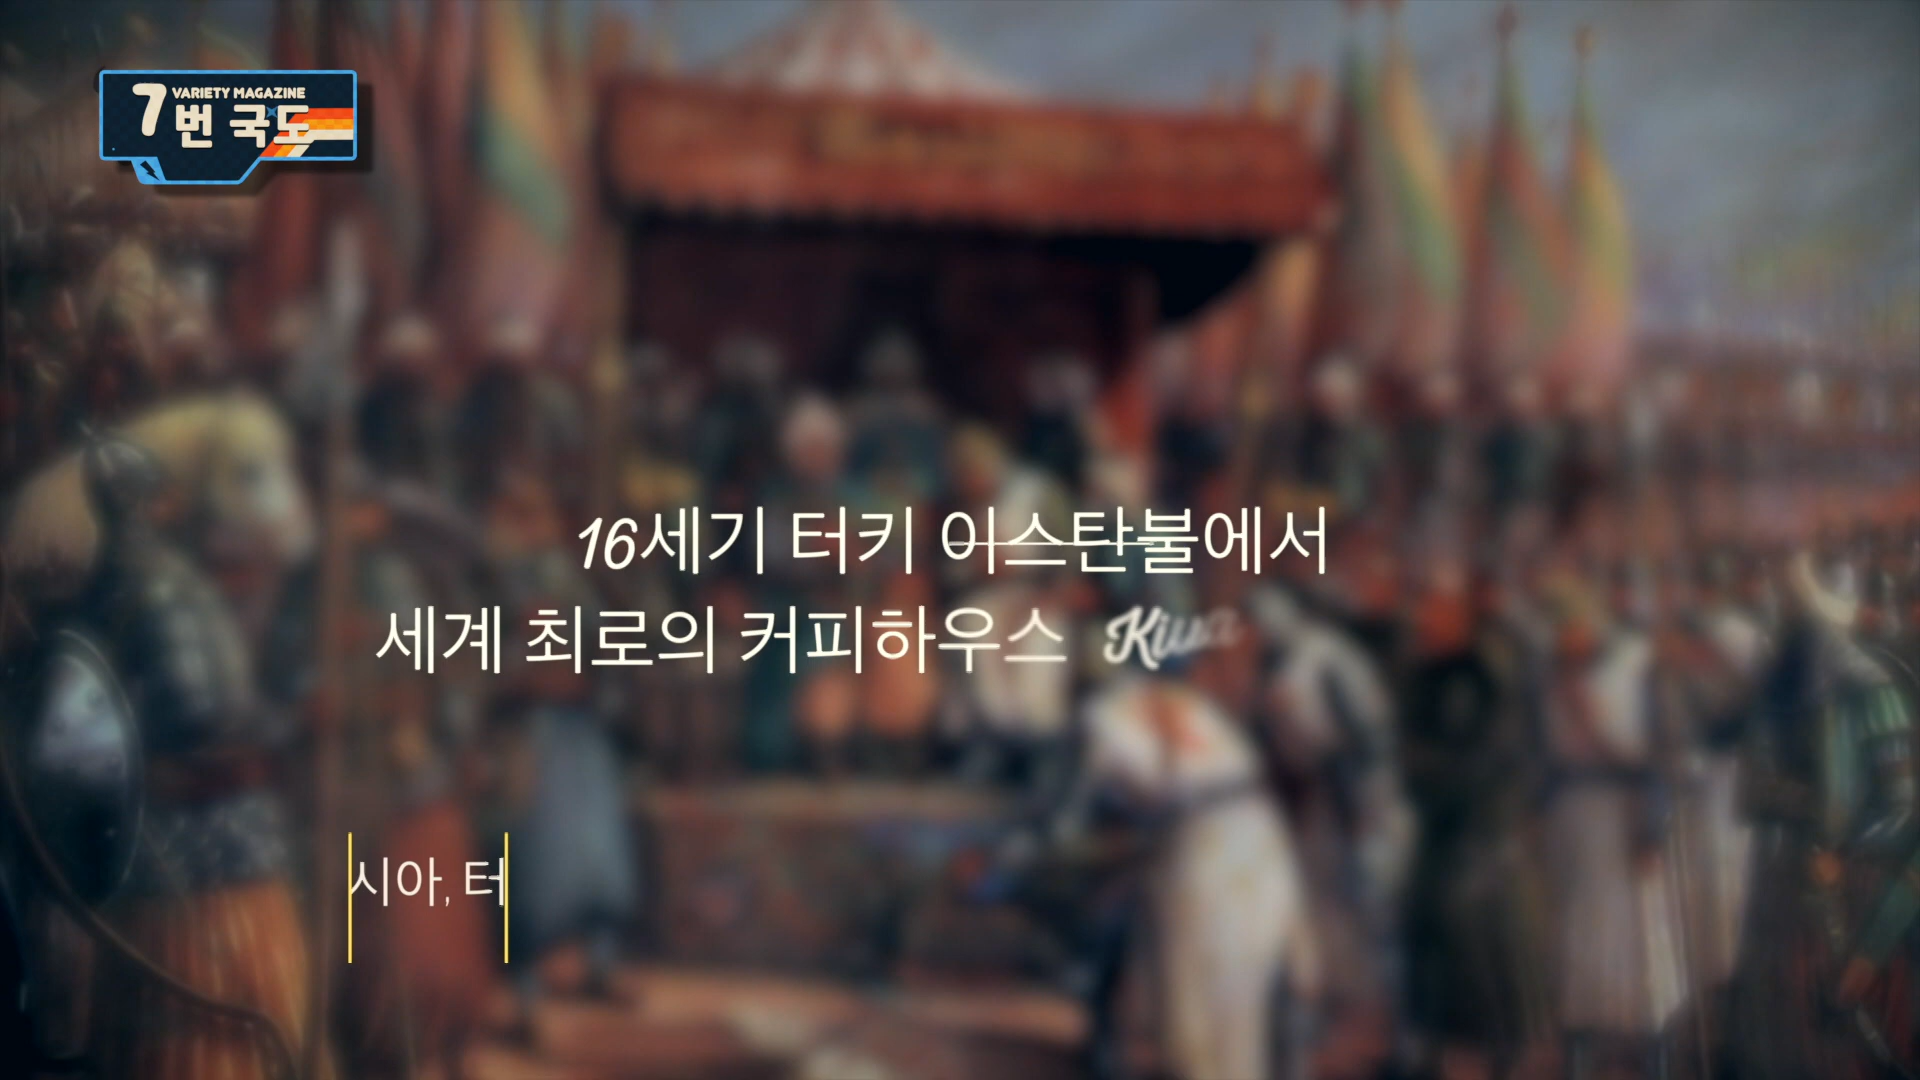 VARIETY MAGAZINE
7번 국도
16세기 터키 이스탄불에서
세계 최로의 커피하우스
시아, 터